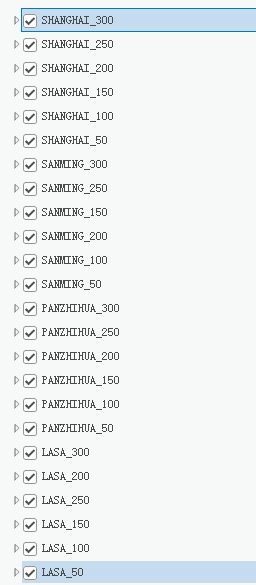 SHANGHAI_300
SHANGHAI_250
SHANGHAI_200
SHANGHAI_150
SHANGHAI_100
SHANGHAI_50
SANMING_300
SANMING_250
SANMING_150
SANMING_200
SANMING_100
SANMING_50
PANZHIHUA_300
PANZHIHUA_250
PANZHIHUA_200
PANZHIHUA_150
PANZHIHUA_100
PANZHIHUA_50
LASA_300
LASA_200
LASA_250
LASA_150
LASA_100
LASA_50